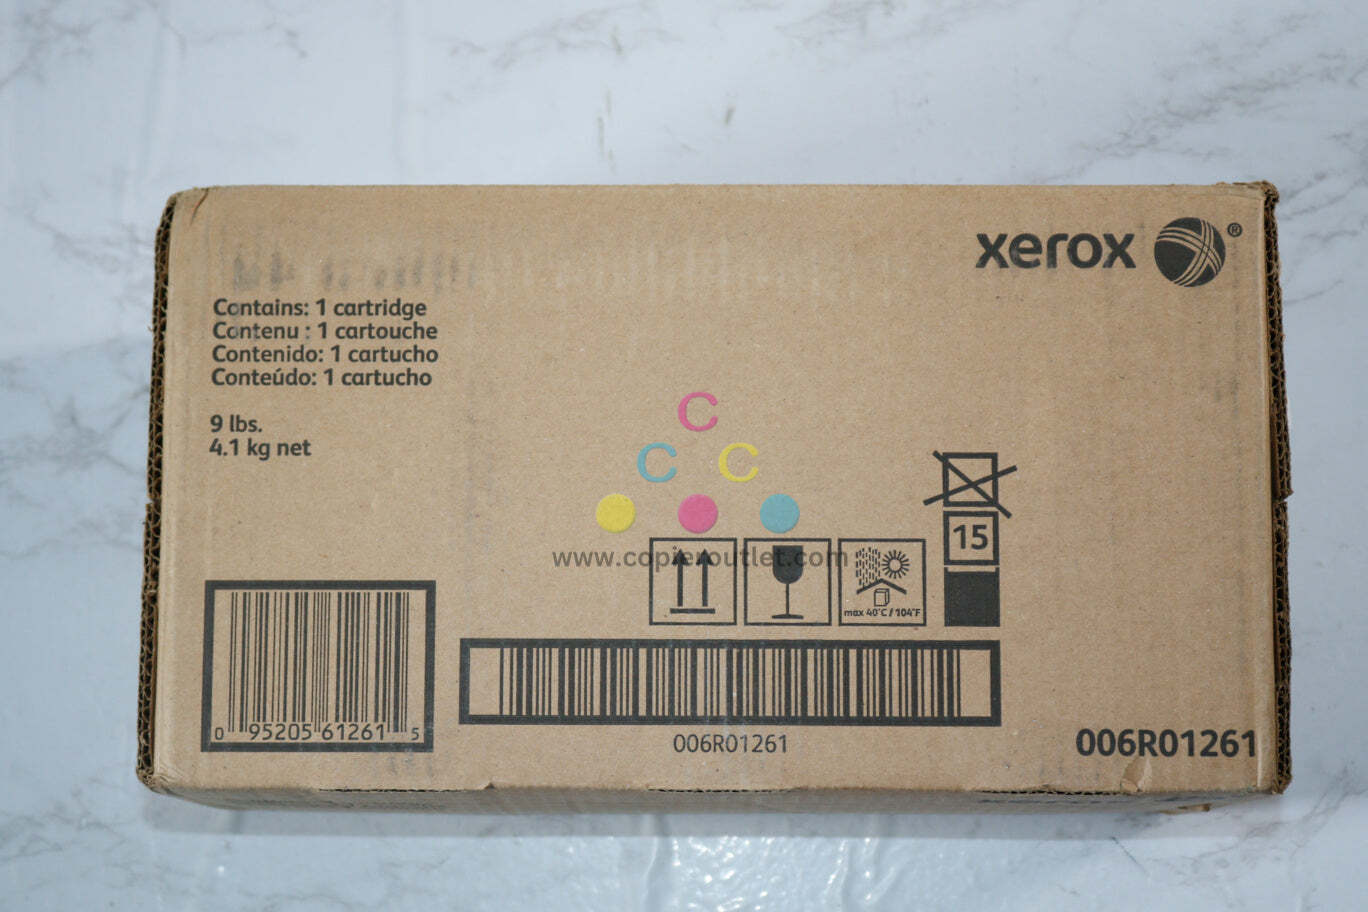 xerox ®
Contains: 1 cartridge
Contenu : 1 cartouche
Contenido: 1 cartucho
Conteúdo: 1 cartucho
9 lbs.
4.1 kg net
C
C C
www.copieroutlet.com
15
max 40°C / 104°F
0 95205 61261 5
006R01261
006R01261